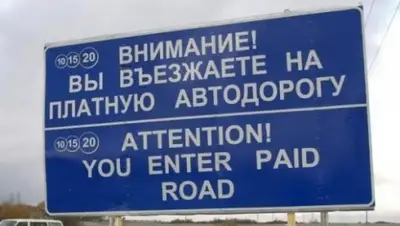 10 15 20 ВНИМАНИЕ!
ВЫ ВЪЕЗЖАЕТЕ НА
ПЛАТНУЮ АВТОДОРОГУ
10 15 20 ATTENTION!
YOU ENTER PAID
ROAD